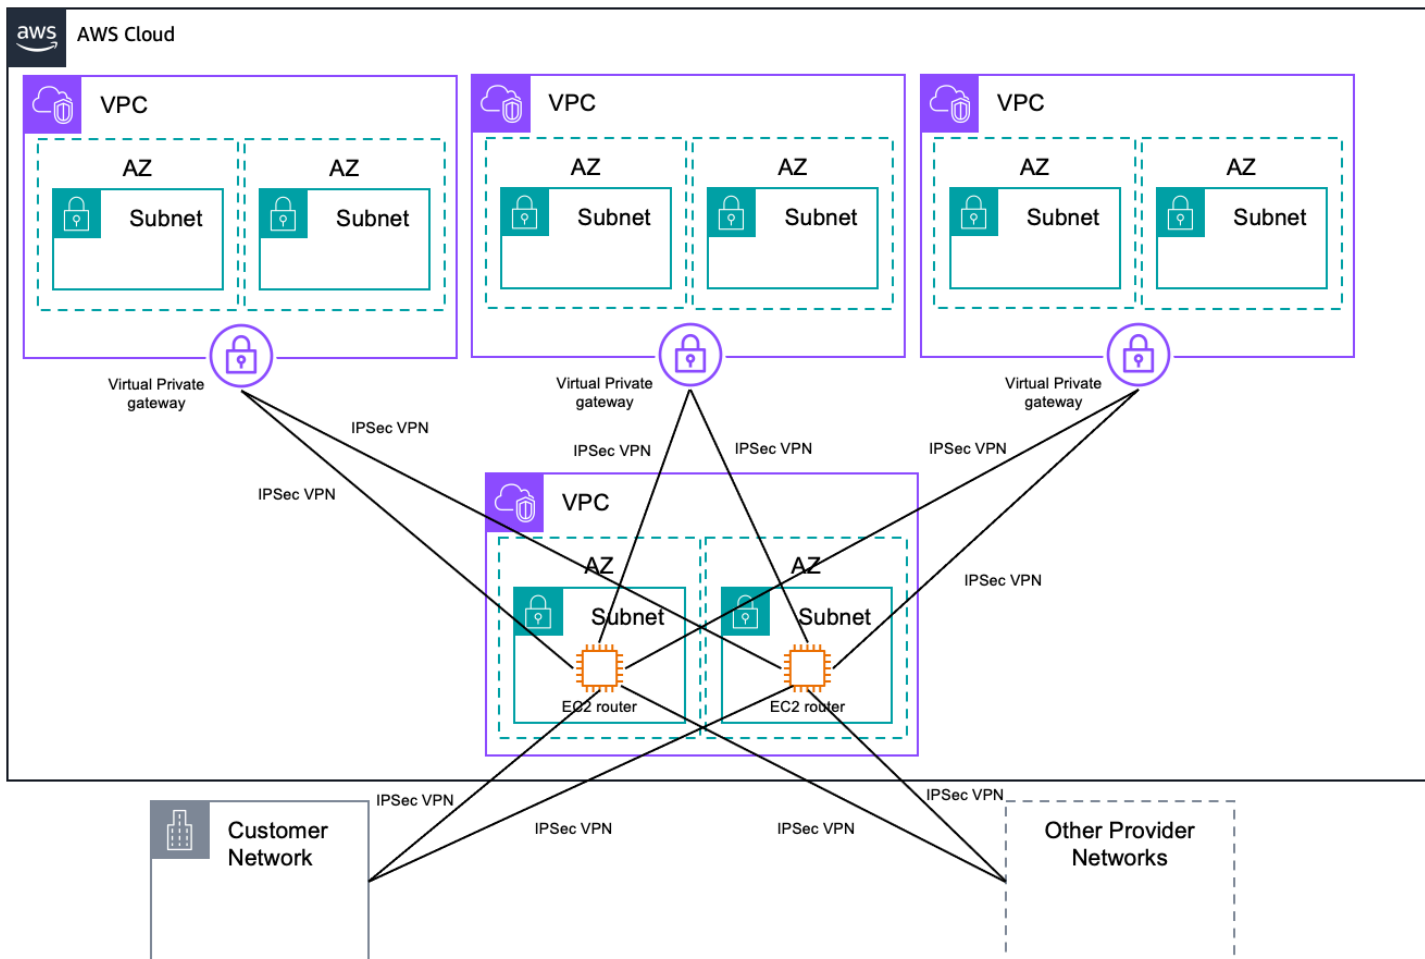 aws
AWS Cloud
VPC
VPC
VPC
AZ
AZ
AZ
AZ
AZ
AZ
Subnet
Subnet
Subnet
Subnet
Subnet
Subnet
Virtual Private
gateway
Virtual Private
gateway
Virtual Private
gateway
IPSec VPN
IPSec VPN
IPSec VPN
IPSec VPN
IPSec VPN
IPSec VPN
VPC
AZ
AZ
Subnet
Subnet
EC2 router
EC2 router
IPSec VPN
IPSec VPN
IPSec VPN
IPSec VPN
Customer
Network
Other Provider
Networks